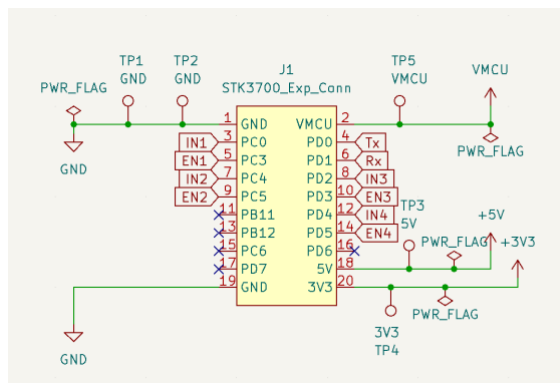 TP1
GND
TP2
GND
PWR_FLAG
GND
J1
STK3700_Exp_Conn
TP5
VMCU
VMCU
PWR_FLAG
1 GND VMCU 2
IN1 3 PC0 PD0 4 Tx
EN1 5 PC3 PD1 6 Rx
IN2 7 PC4 PD2 8 IN3
EN2 9 PC5 PD3 10 EN3
11 PB11 PD4 12 IN4
13 PB12 PD5 14 EN4
15 PC6 PD6 16
17 PD7 5V 18
19 GND 3V3 20
TP3
5V
PWR_FLAG
+5V
+3V3
PWR_FLAG
3V3
TP4
GND